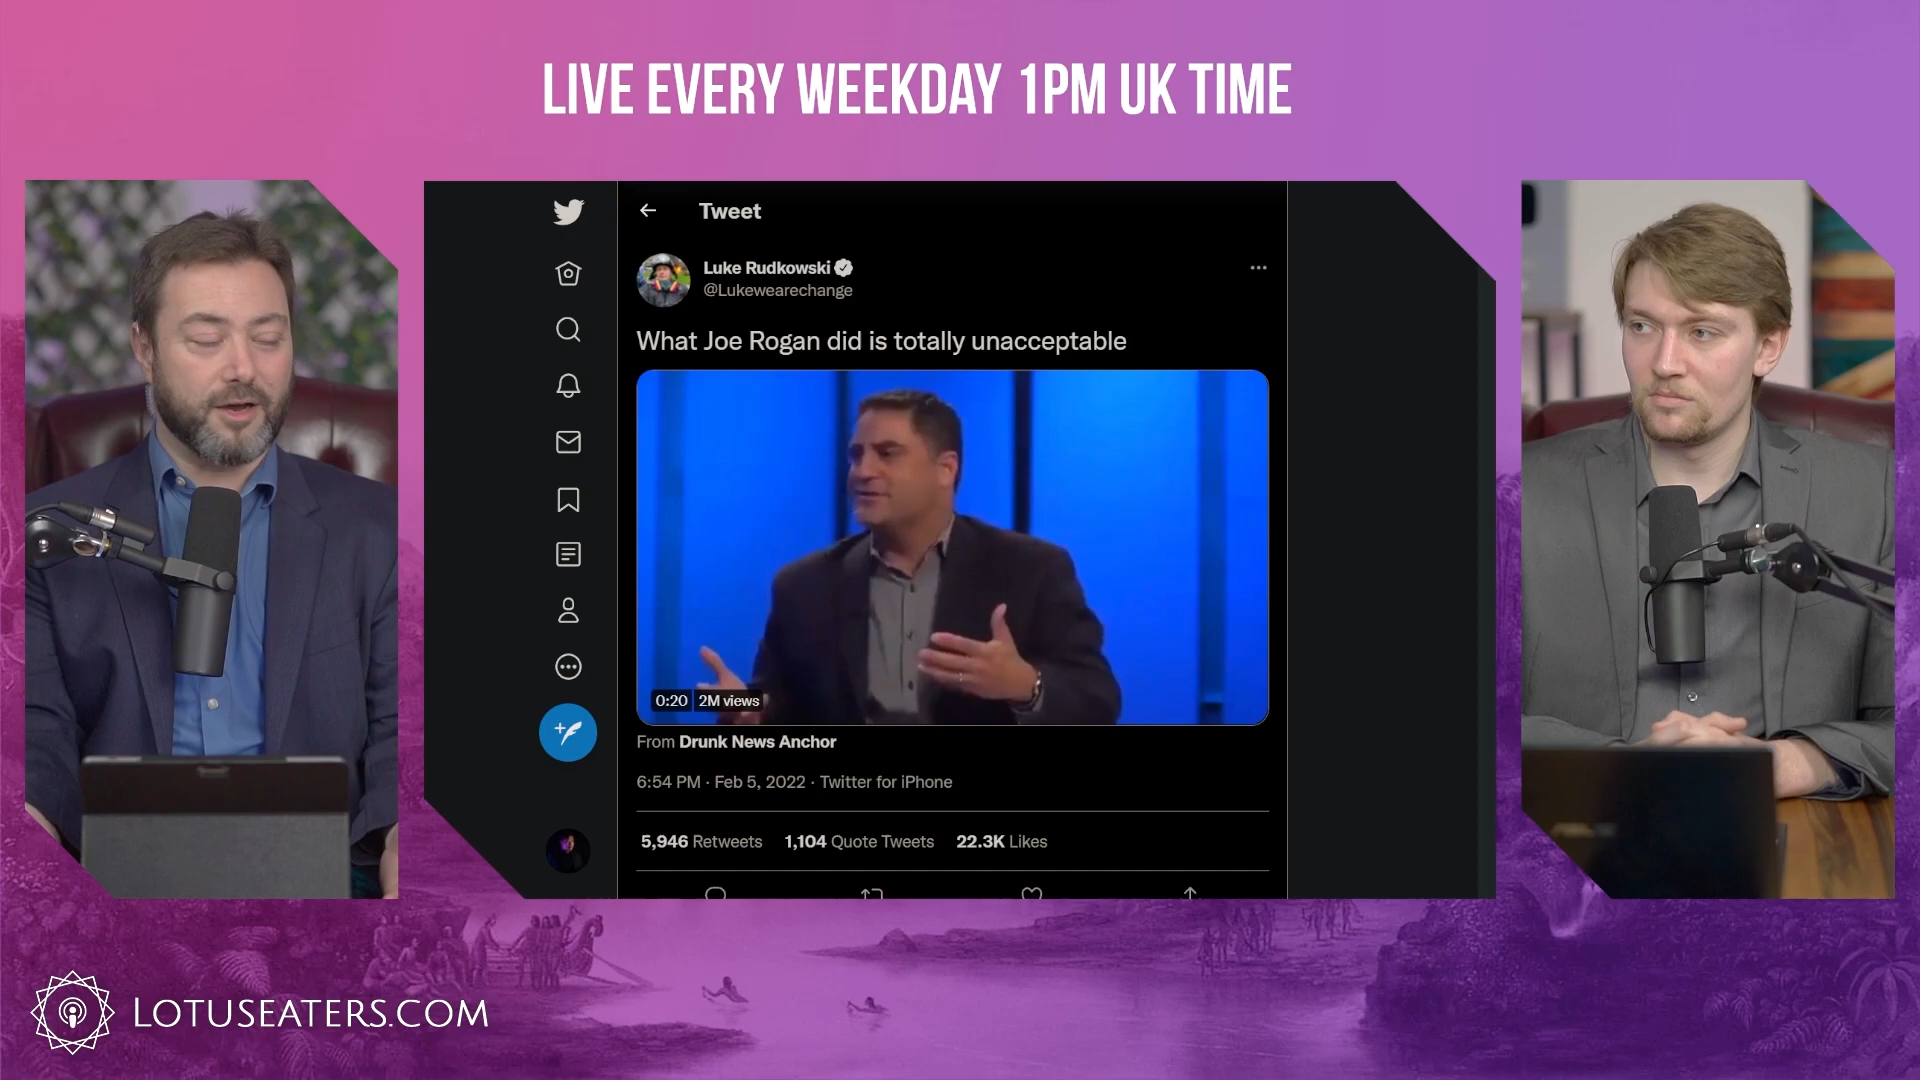 LIVE EVERY WEEKDAY 1PM UK TIME
Tweet
Luke Rudkowski
@Lukewearechange
What Joe Rogan did is totally unacceptable
0:20 2M views
From Drunk News Anchor
6:54 PM · Feb 5, 2022 · Twitter for iPhone
5,946 Retweets 1,104 Quote Tweets 22.3K Likes
LOTUSEATERS.COM